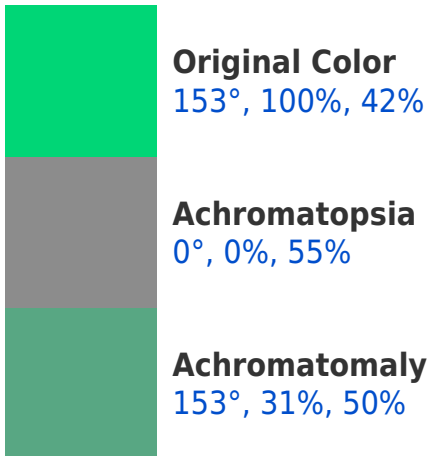 Original Color
153°, 100%, 42%
Achromatopsia
0°, 0%, 55%
Achromatomaly
153°, 31%, 50%